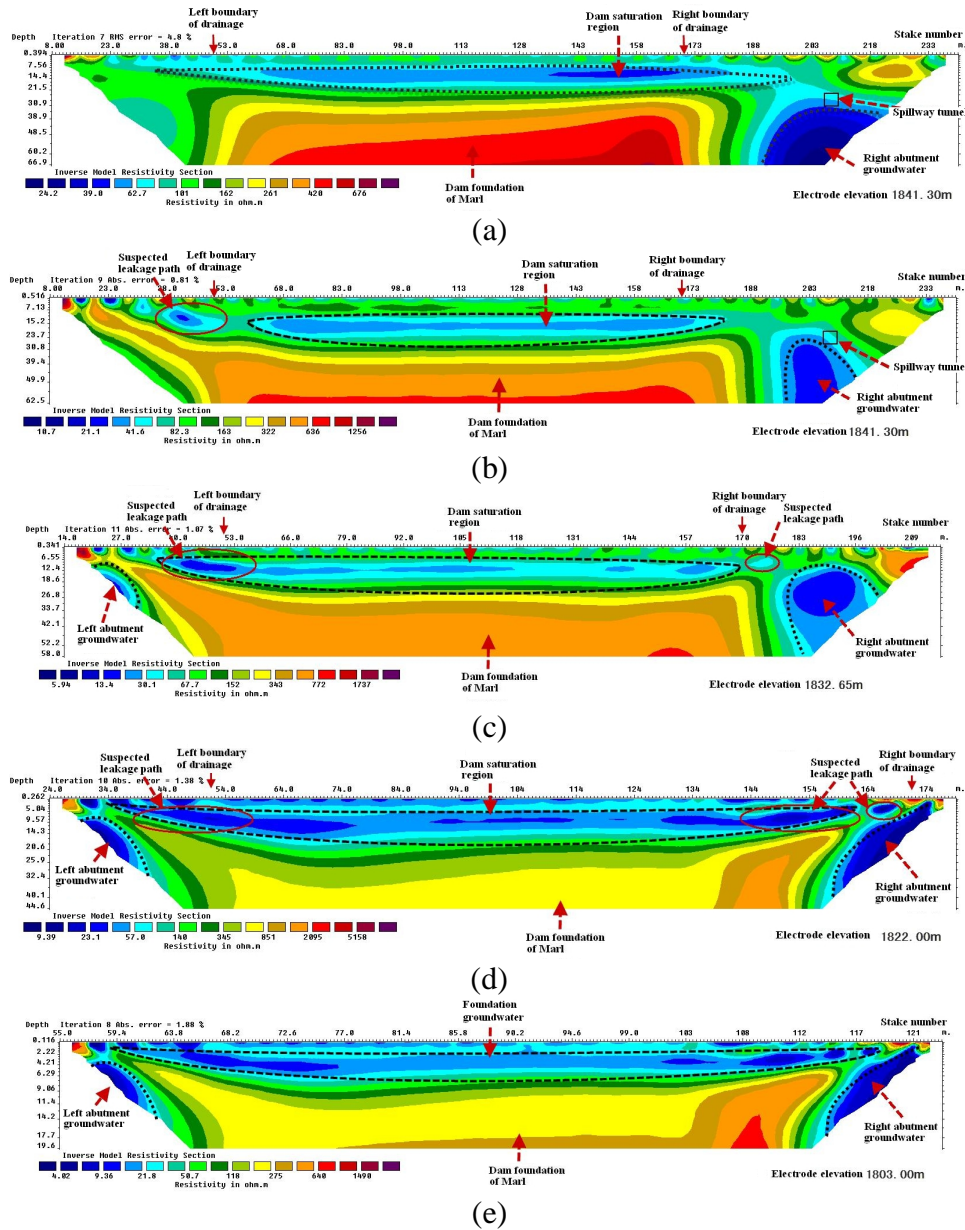 Left boundary
of drainage
Dam saturation
region
Right boundary
of drainage
Depth Iteration 7 RMS error = 4.8 %
Stake number
8.00 28.0 53.0 98.0 143 158 188 208 218 233 m.
0.394
7.56
14.4
21.5
30.9
38.9
48.5
60.2
66.9
Spillway tunnel
Right abutment
groundwater
Inverse Model Resistivity Section
24.2 39.0 62.7 101 162 261 420 676
Resistivity in ohm.m
Dam foundation
of Marl
Electrode elevation 1841. 30m
(a)
Suspected
leakage path
Left boundary
of drainage
Dam saturation
region
Right boundary
of drainage
Depth Iteration 9 Abs. error = 0.81 %
Stake number
8.00 28.0 38.0 53.0 80.0 98.0 128 143 158 173 188 208 218 233 m.
0.516
7.13
15.2
23.7
30.8
39.4
49.9
62.5
Spillway tunnel
Right abutment
groundwater
Inverse Model Resistivity Section
10.7 21.1 41.6 82.3 163 322 636 1256
Resistivity in ohm.m
Dam foundation
of Marl
Electrode elevation 1841. 30m
(b)
Suspected
leakage path
Left boundary
of drainage
Dam saturation
region
Right boundary
of drainage
Suspected
leakage path
Depth Iteration 11 Abs. error = 1.07 %
Stake number
14.0 27.0 40.0 53.0 66.0 79.0 92.0 105 118 131 144 157 170 183 196 209 m.
0.341
6.55
12.4
20.6
26.8
33.7
41.8
52.2
58.0
Left abutment
groundwater
Right abutment
groundwater
Inverse Model Resistivity Section
5.94 13.4 30.1 67.7 152 343 772 1737
Resistivity in ohm.m
Dam foundation
of Marl
Electrode elevation 1832. 65m
(c)
Suspected
leakage path
Left boundary
of drainage
Dam saturation
region
Suspected
leakage path
Right boundary
of drainage
Depth Iteration 10 Abs. error = 1.38 %
24.0 34.0 44.0 54.0 64.0 74.0 84.0 94.0 104 114 124 134 144 154 164 174 m.
0.262
5.04
9.57
14.3
20.6
25.9
32.4
40.1
44.6
Left abutment
groundwater
Right abutment
groundwater
Inverse Model Resistivity Section
9.39 23.1 57.0 140 345 851 2095 5158
Resistivity in ohm.m
Dam foundation
of Marl
Electrode elevation 1822. 00m
(d)
Foundation
groundwater
Depth Iteration 8 Abs. error = 1.88 %
Stake number
55.0 59.4 63.8 68.2 72.6 77.0 81.4 85.8 90.2 94.6 99.0 103 108 112 117 121 m.
0.116
2.22
4.21
6.29
9.06
11.4
14.2
17.7
19.6
Left abutment
groundwater
Right abutment
groundwater
Inverse Model Resistivity Section
4.02 9.36 21.8 50.7 118 275 640 1490
Resistivity in ohm.m
Dam foundation
of Marl
Electrode elevation 1803. 00m
(e)